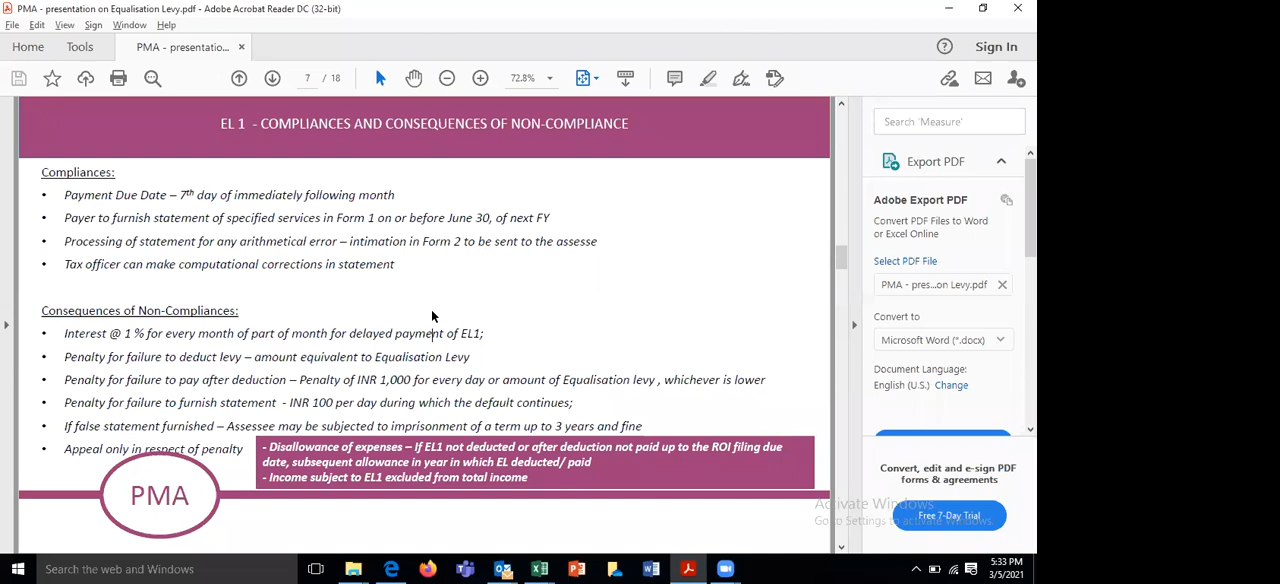 PMA - presentation on Equalisation Levy.pdf - Adobe Acrobat Reader DC (32-bit)
File Edit View Sign Window Help
Home Tools PMA - presentatio... × Sign In
7 / 18 72.8%
EL 1 - COMPLIANCES AND CONSEQUENCES OF NON-COMPLIANCE
Compliances:
• Payment Due Date – 7th day of immediately following month
• Payer to furnish statement of specified services in Form 1 on or before June 30, of next FY
• Processing of statement for any arithmetical error – intimation in Form 2 to be sent to the assesse
• Tax officer can make computational corrections in statement
Consequences of Non-Compliances:
• Interest @ 1 % for every month of part of month for delayed payment of EL1;
• Penalty for failure to deduct levy – amount equivalent to Equalisation Levy
• Penalty for failure to pay after deduction – Penalty of INR 1,000 for every day or amount of Equalisation levy , whichever is lower
• Penalty for failure to furnish statement - INR 100 per day during which the default continues;
• If false statement furnished – Assessee may be subjected to imprisonment of a term up to 3 years and fine
• Appeal only in respect of penalty
- Disallowance of expenses – If EL1 not deducted or after deduction not paid up to the ROI filing due
date, subsequent allowance in year in which EL deducted/ paid
- Income subject to EL1 excluded from total income
PMA
Search 'Measure'
Export PDF
Adobe Export PDF
Convert PDF Files to Word
or Excel Online
Select PDF File
PMA - pres...on Levy.pdf
Convert to
Microsoft Word (*.docx)
Document Language:
English (U.S.) Change
Convert, edit and e-sign PDF
forms & agreements
Free 7-Day Trial
Activate Windows
Go to Settings to activate Windows.
Search the web and Windows
5:33 PM
3/5/2021